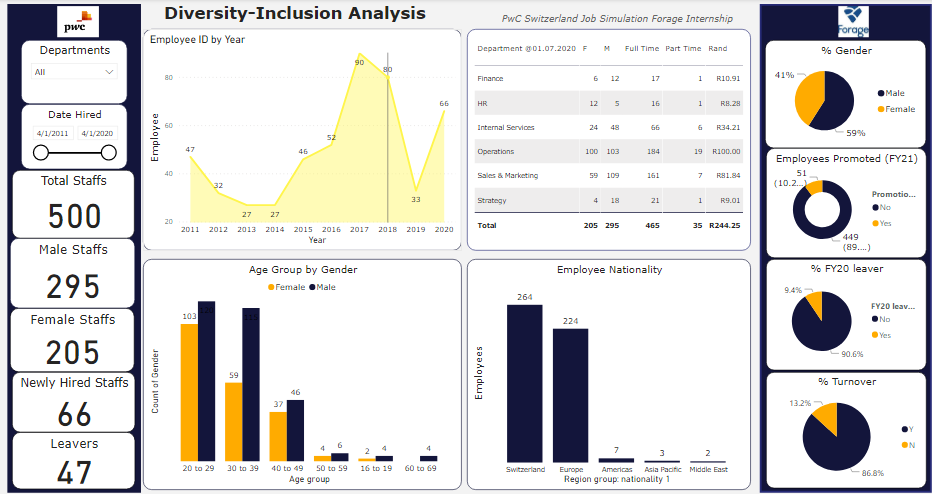 pwc
Diversity-Inclusion Analysis
PwC Switzerland Job Simulation Forage Internship
Forage
Departments
All
Date Hired
4/1/2011 4/1/2020
Total Staffs
500
Male Staffs
295
Female Staffs
205
Newly Hired Staffs
66
Leavers
47
Employee ID by Year
Employee
80
60
40
20
47
32
27
27
46
52
90
80
33
66
2011 2012 2013 2014 2015 2016 2017 2018 2019 2020
Year
Department @01.07.2020 F M Full Time Part Time Rand
Finance 6 12 17 1 R10.91
HR 12 5 16 1 R8.28
Internal Services 24 48 66 6 R34.21
Operations 100 103 184 19 R100.00
Sales & Marketing 59 109 161 7 R81.84
Strategy 4 18 21 1 R9.01
Total 205 295 465 35 R244.25
Age Group by Gender
Female Male
Count of Gender
103
59
37 46
4 6
2 4
4
20 to 29 30 to 39 40 to 49 50 to 59 16 to 19 60 to 69
Age group
Employee Nationality
Employees
264
224
7
3
2
Switzerland Europe Americas Asia Pacific Middle East
Region group: nationality 1
% Gender
41%
59%
Male
Female
Employees Promoted (FY21)
51
(10.2...)
Promotio...
No
Yes
449
(89....)
% FY20 leaver
9.4%
90.6%
FY20 leav...
No
Yes
% Turnover
13.2%
86.8%
Y
N